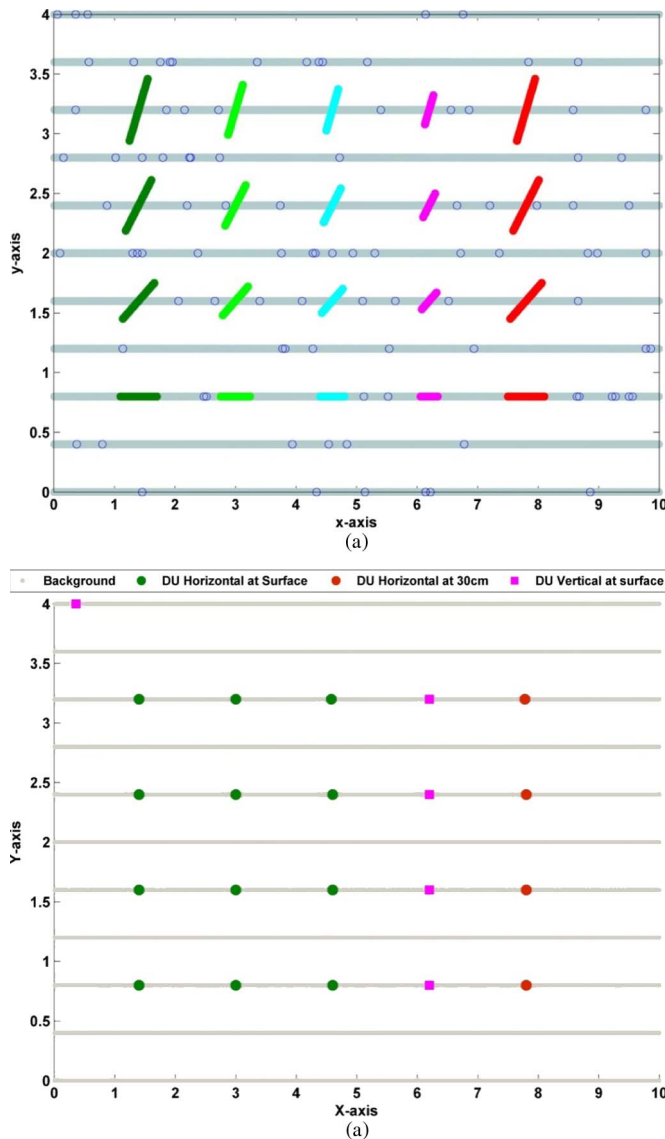 4
3.5
3
2.5
2
1.5
1
0.5
0
y-axis
0 1 2 3 4 5 6 7 8 9 10
x-axis
(a)
Background DU Horizontal at Surface DU Horizontal at 30cm DU Vertical at surface
4
3.5
3
2.5
2
1.5
1
0.5
0
Y-axis
0 1 2 3 4 5 6 7 8 9 10
X-axis
(a)